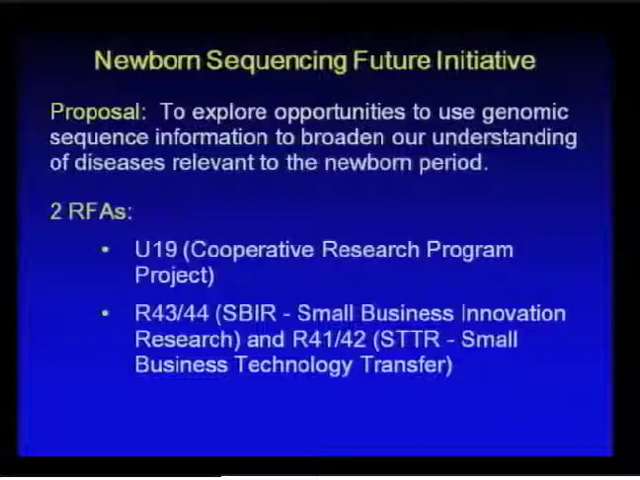 Newborn Sequencing Future Initiative
Proposal: To explore opportunities to use genomic
sequence information to broaden our understanding
of diseases relevant to the newborn period.
2 RFAs:
• U19 (Cooperative Research Program
Project)
• R43/44 (SBIR - Small Business Innovation
Research) and R41/42 (STTR - Small
Business Technology Transfer)